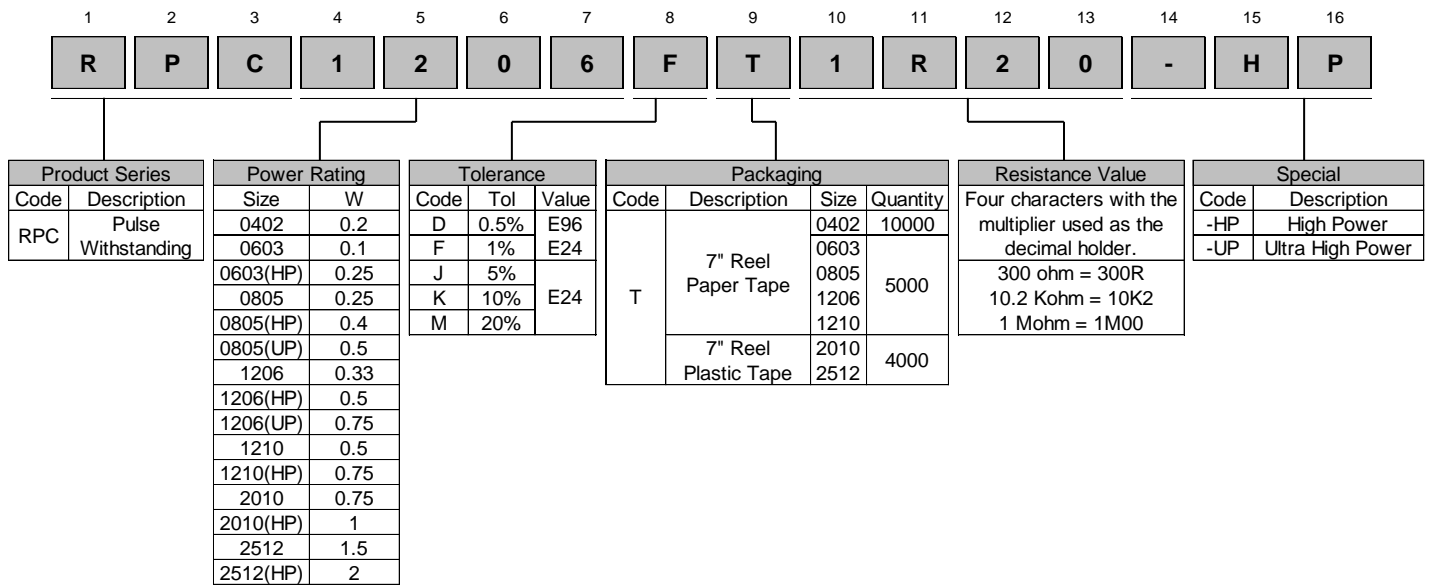 1 2 3 4 5 6 7 8 9 10 11 12 13 14 15 16
R P C 1 2 0 6 F T 1 R 2 0 - H P
Product Series
Code Description
RPC Pulse
Withstanding
Power Rating
Size W
0402 0.2
0603 0.1
0603(HP) 0.25
0805 0.25
0805(HP) 0.4
0805(UP) 0.5
1206 0.33
1206(HP) 0.5
1206(UP) 0.75
1210 0.5
1210(HP) 0.75
2010 0.75
2010(HP) 1
2512 1.5
2512(HP) 2
Tolerance
Code Tol Value
D 0.5% E96
F 1% E24
J 5%
K 10% E24
M 20%
Packaging
Code Description Size Quantity
T
7" Reel
Paper Tape
0402 10000
0603
0805
1206
1210
5000
7" Reel
Plastic Tape
2010
2512
4000
Resistance Value
Four characters with the
multiplier used as the
decimal holder.
300 ohm = 300R
10.2 Kohm = 10K2
1 Mohm = 1M00
Special
Code Description
-HP High Power
-UP Ultra High Power